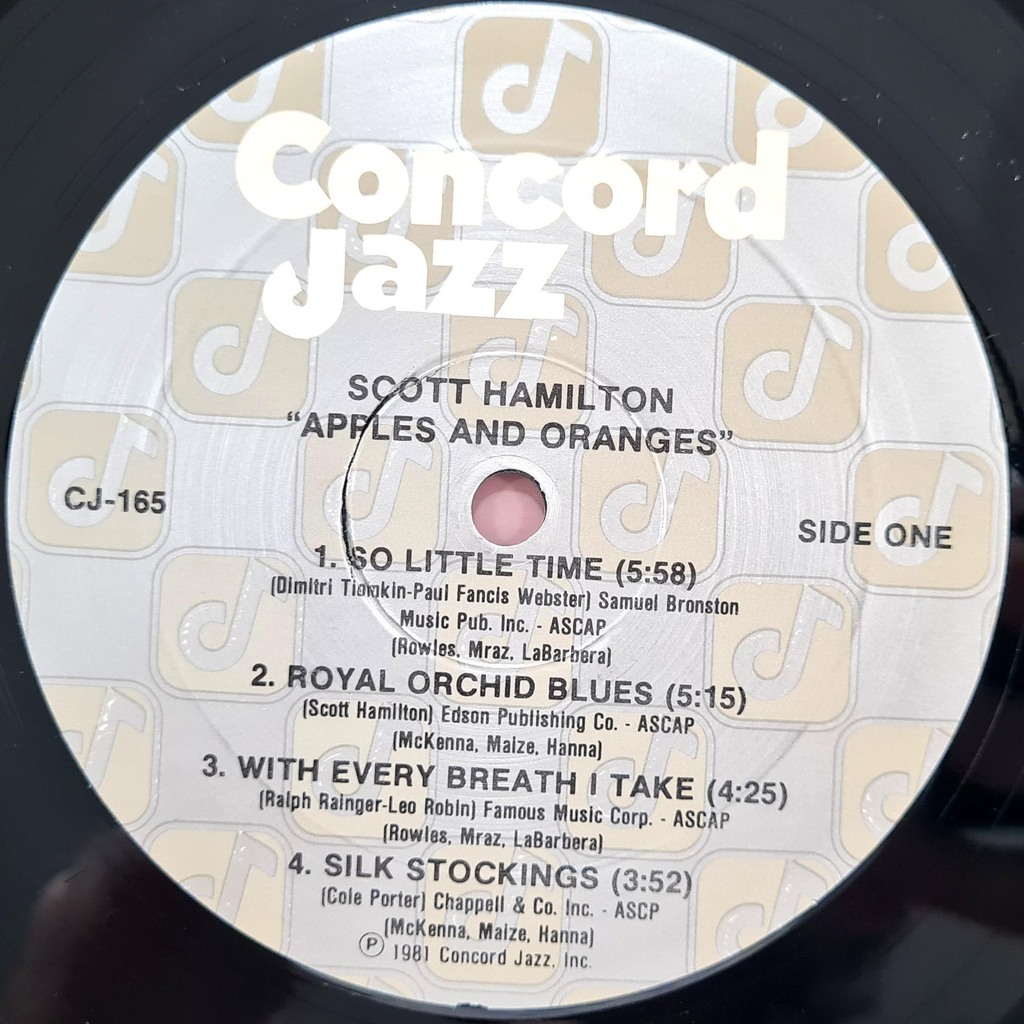 Concord
Jazz
SCOTT HAMILTON
"APPLES AND ORANGES"
CJ-165
SIDE ONE
1. SO LITTLE TIME (5:58)
(Dimitri Tiomkin-Paul Fancis Webster) Samuel Bronston
Music Pub. Inc. - ASCAP
(Rowles, Mraz, LaBarbera)
2. ROYAL ORCHID BLUES (5:15)
(Scott Hamilton) Edson Publishing Co. - ASCAP
(McKenna, Maize, Hanna)
3. WITH EVERY BREATH I TAKE (4:25)
(Ralph Rainger-Leo Robin) Famous Music Corp. - ASCAP
(Rowles, Mraz, LaBarbera)
4. SILK STOCKINGS (3:52)
(Cole Porter) Chappell & Co. Inc. - ASCP
(McKenna, Maize, Hanna)
℗ 1981 Concord Jazz, Inc.